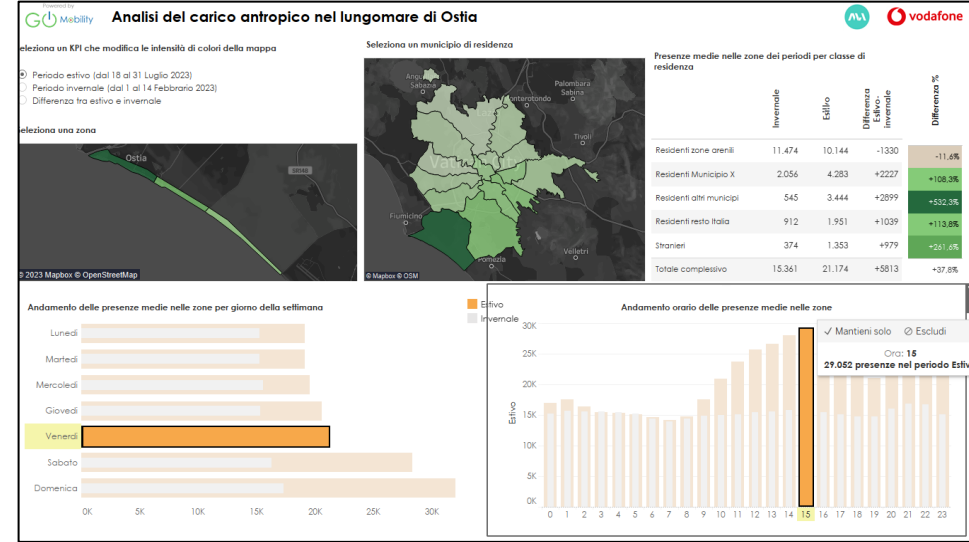 Powered by
GO Mobility
Analisi del carico antropico nel lungomare di Ostia
vodafone
eleziona un KPI che modifica le intensità di colori della mappa
Periodo estivo (dal 18 al 31 Luglio 2023)
Periodo invernale (dal 1 al 14 Febbrario 2023)
Differenza tra estivo e invernale
eleziona una zona
Ostia
SR148
© 2023 Mapbox © OpenStreetMap
Seleziona un municipio di residenza
Sabazia
Palombara
Sabina
onterotondo
Tivoli
Fiumicino
Pomezia
Velletri
© Mapbox © OSM
Presenze medie nelle zone dei periodi per classe di
residenza
Invernale
Estivo
Differenza
Estivo-
invernale
Differenza %
Residenti zone arenili 11.474 10.144 -1330 -11,6%
Residenti Municipio X 2.056 4.283 +2227 +108,3%
Residenti altri municipi 545 3.444 +2899 +532,3%
Residenti resto Italia 912 1.951 +1039 +113,8%
Stranieri 374 1.353 +979 +261,6%
Totale complessivo 15.361 21.174 +5813 +37,8%
Andamento delle presenze medie nelle zone per giorno della settimana
Estivo
Invernale
Lunedì
Martedì
Mercoledì
Giovedì
Venerdì
Sabato
Domenica
0K 5K 10K 15K 20K 25K 30K
Andamento orario delle presenze medie nelle zone
Mantieni solo Escludi
Ora: 15
29.052 presenze nel periodo Estiv
Estivo
30K
25K
20K
15K
10K
5K
0K
0 1 2 3 4 5 6 7 8 9 10 11 12 13 14 15 16 17 18 19 20 21 22 23